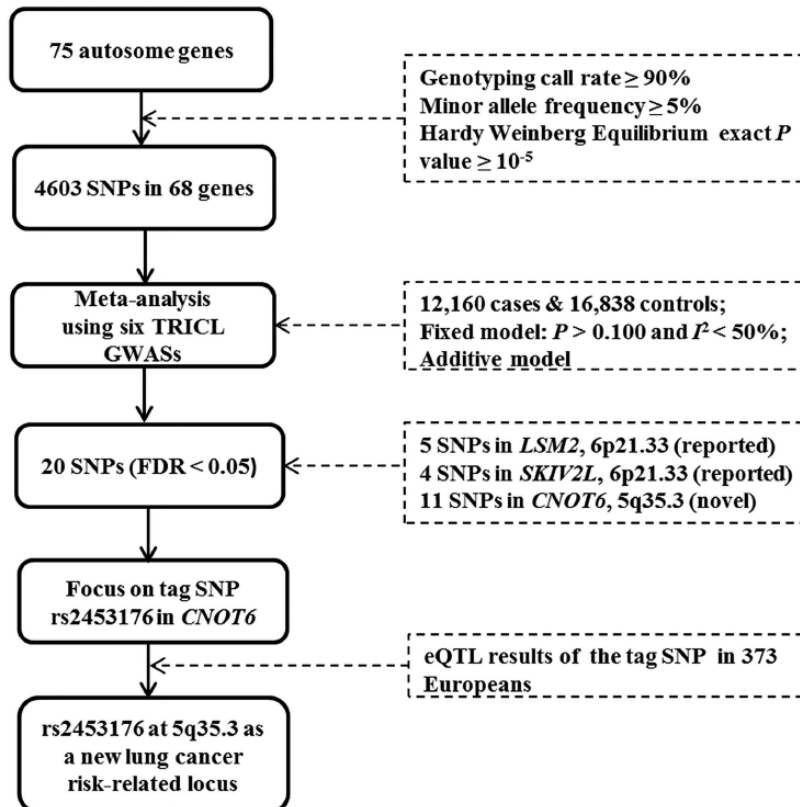 75 autosome genes
Genotyping call rate ≥ 90%
Minor allele frequency ≥ 5%
Hardy Weinberg Equilibrium exact P
value ≥ 10⁻⁵
4603 SNPs in 68 genes
Meta-analysis
using six TRICL
GWASs
12,160 cases & 16,838 controls;
Fixed model: P > 0.100 and I² < 50%;
Additive model
20 SNPs (FDR < 0.05)
5 SNPs in LSM2, 6p21.33 (reported)
4 SNPs in SKIV2L, 6p21.33 (reported)
11 SNPs in CNOT6, 5q35.3 (novel)
Focus on tag SNP
rs2453176 in CNOT6
eQTL results of the tag SNP in 373
Europeans
rs2453176 at 5q35.3 as
a new lung cancer
risk-related locus